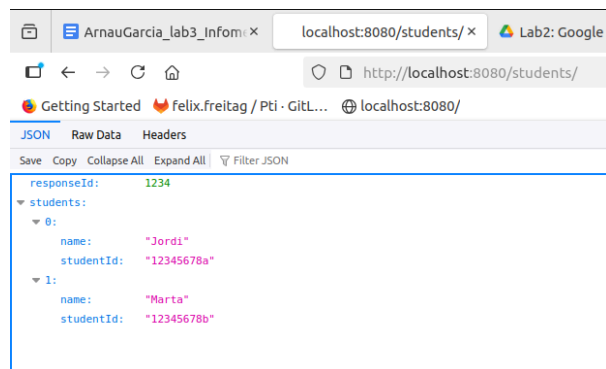 ArnauGarcia_lab3_Infom
localhost:8080/students/
Lab2: Google
http://localhost:8080/students/
Getting Started
felix.freitag / Pti · GitL...
localhost:8080/
JSON
Raw Data
Headers
Save
Copy
Collapse All
Expand All
Filter JSON
responseId: 1234
students:
0:
name: "Jordi"
studentId: "12345678a"
1:
name: "Marta"
studentId: "12345678b"